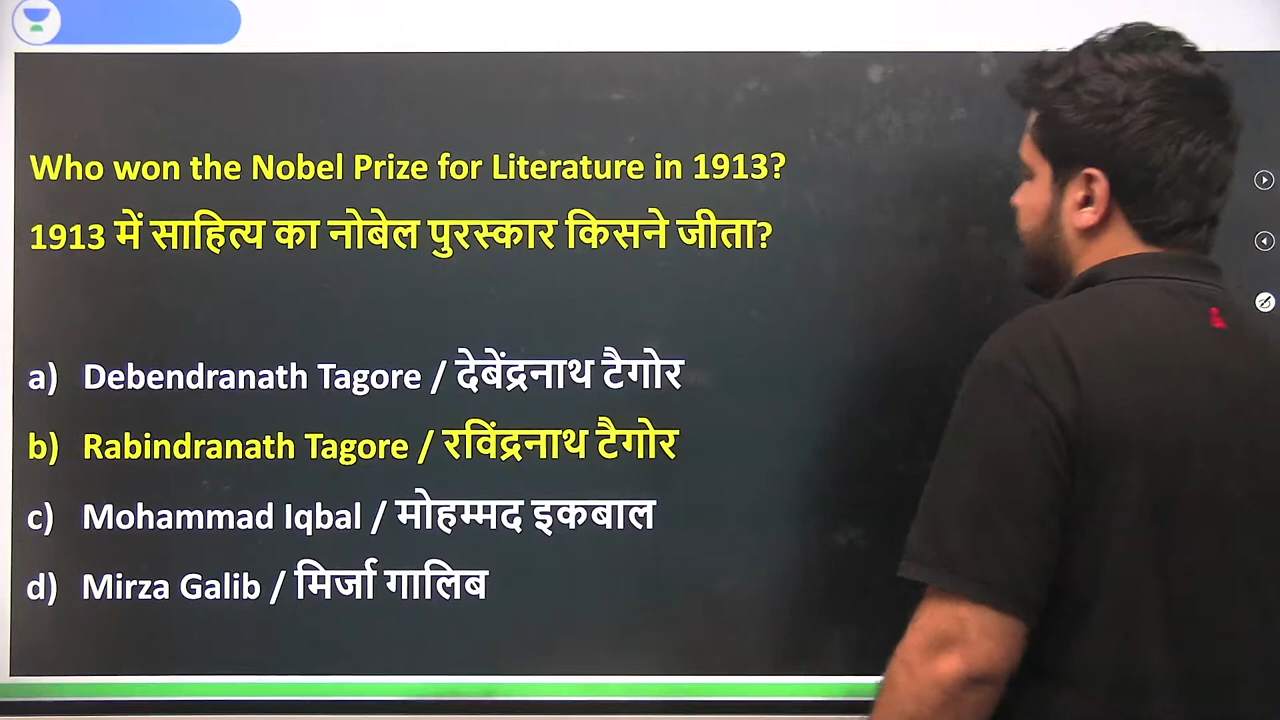 Who won the Nobel Prize for Literature in 1913?
1913 में साहित्य का नोबेल पुरस्कार किसने जीता?
a) Debendranath Tagore / देबेंद्रनाथ टैगोर
b) Rabindranath Tagore / रविंद्रनाथ टैगोर
c) Mohammad Iqbal / मोहम्मद इकबाल
d) Mirza Galib / मिर्जा गालिब